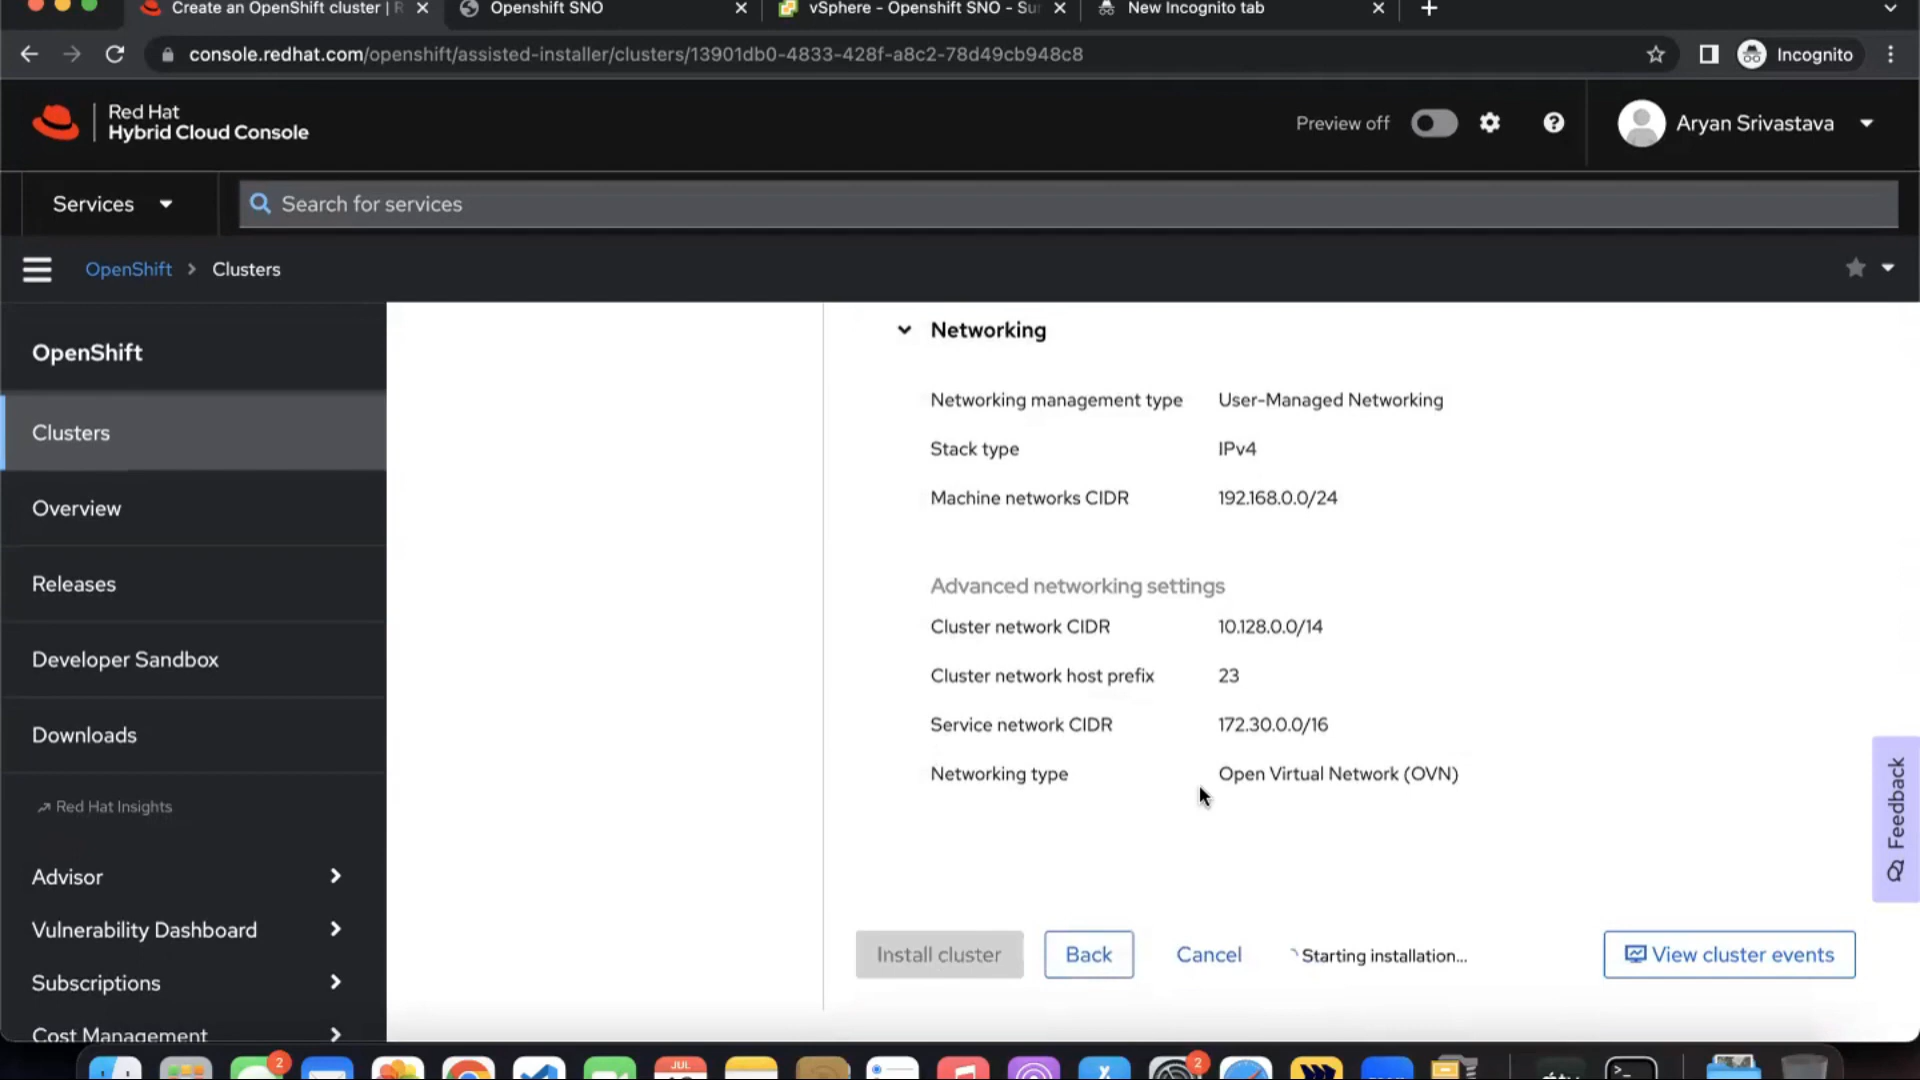 Create an OpenShift cluster | R
Openshift SNO
vSphere - Openshift SNO - Su
New Incognito tab
console.redhat.com/openshift/assisted-installer/clusters/13901db0-4833-428f-a8c2-78d49cb948c8
Incognito
Red Hat
Hybrid Cloud Console
Preview off
Aryan Srivastava
Services
Search for services
OpenShift > Clusters
OpenShift
Clusters
Overview
Releases
Developer Sandbox
Downloads
Red Hat Insights
Advisor
Vulnerability Dashboard
Subscriptions
Cost Management
Networking
Networking management type User-Managed Networking
Stack type IPv4
Machine networks CIDR 192.168.0.0/24
Advanced networking settings
Cluster network CIDR 10.128.0.0/14
Cluster network host prefix 23
Service network CIDR 172.30.0.0/16
Networking type Open Virtual Network (OVN)
Install cluster
Back
Cancel
Starting installation...
View cluster events
Feedback
2
JUL
2